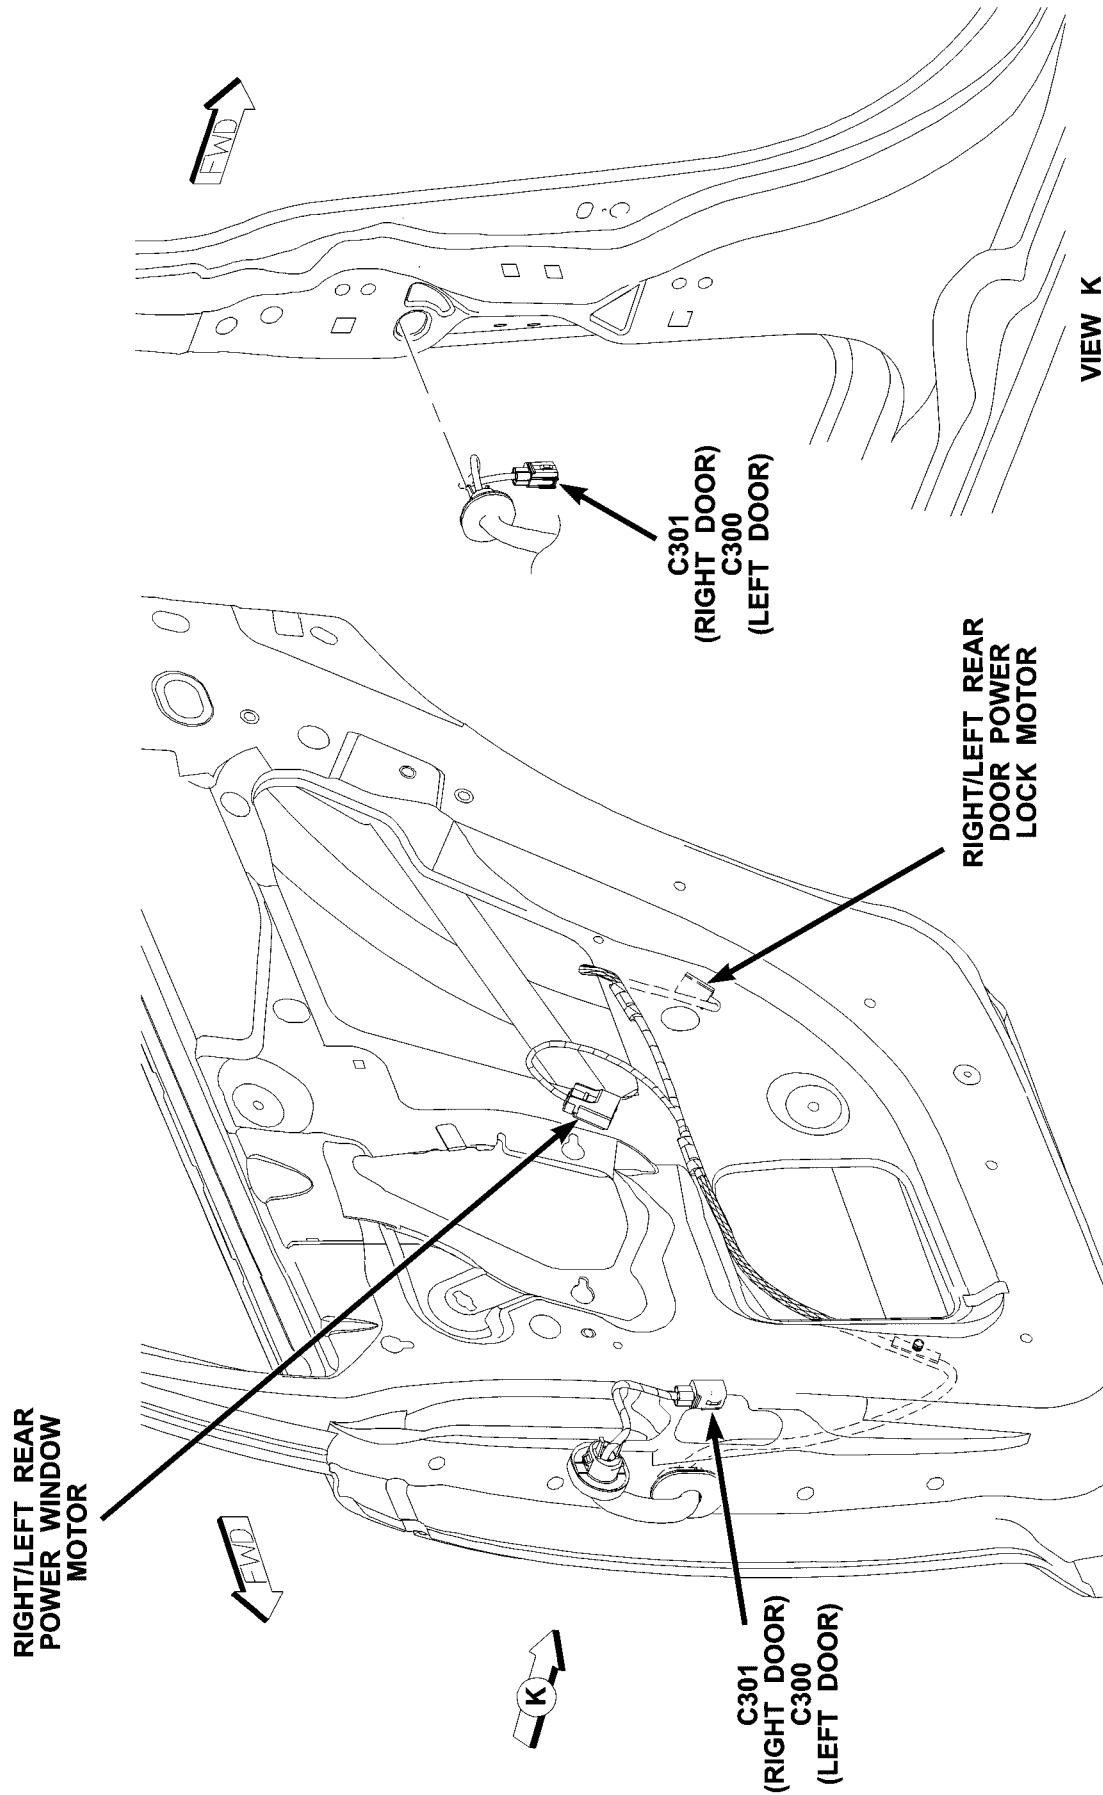 RIGHT/LEFT REAR
POWER WINDOW
MOTOR
FWD
K
C301
(RIGHT DOOR)
C300
(LEFT DOOR)
RIGHT/LEFT REAR
DOOR POWER
LOCK MOTOR
C301
(RIGHT DOOR)
C300
(LEFT DOOR)
FWD
VIEW K